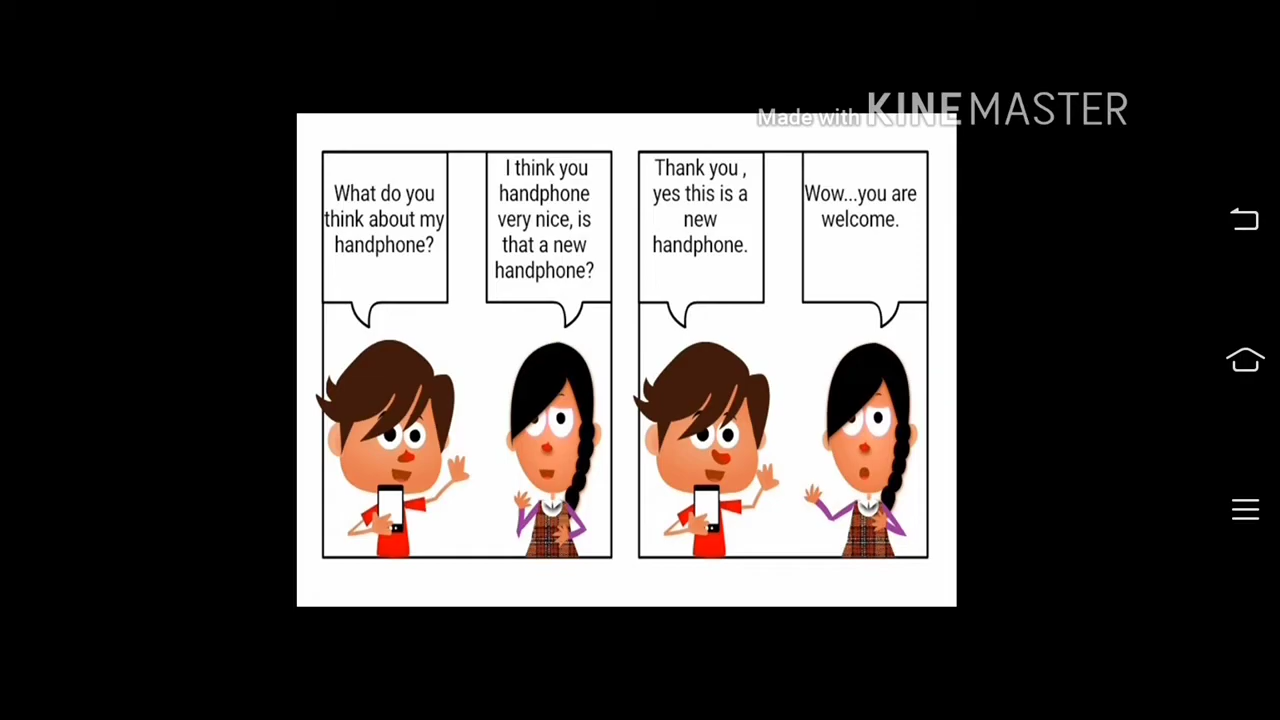 Made with KINEMASTER
What do you
think about my
handphone?
I think you
handphone
very nice, is
that a new
handphone?
Thank you ,
yes this is a
new
handphone.
Wow...you are
welcome.